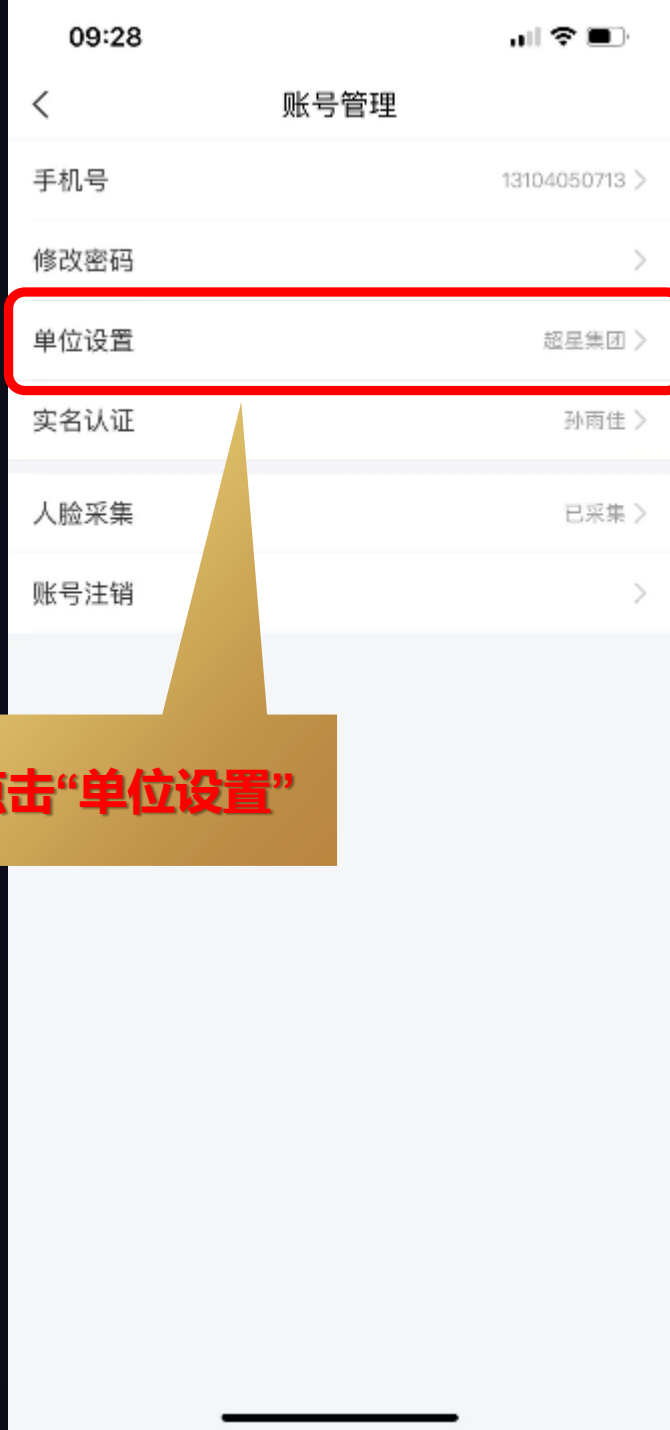 09:28
账号管理
手机号 13104050713
修改密码
单位设置 超星集团
实名认证 孙雨佳
人脸采集 已采集
账号注销
点击“单位设置”